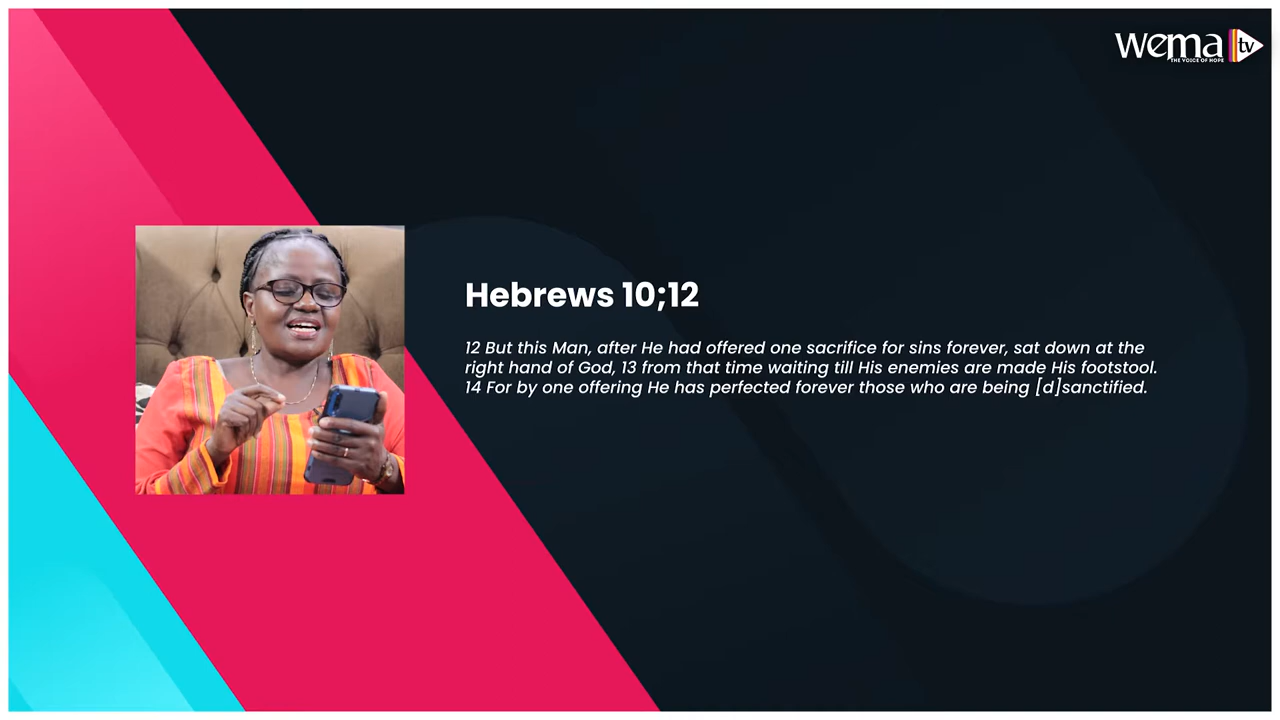 wema tv
THE VOICE OF HOPE
Hebrews 10;12
12 But this Man, after He had offered one sacrifice for sins forever, sat down at the
right hand of God, 13 from that time waiting till His enemies are made His footstool.
14 For by one offering He has perfected forever those who are being [d]sanctified.